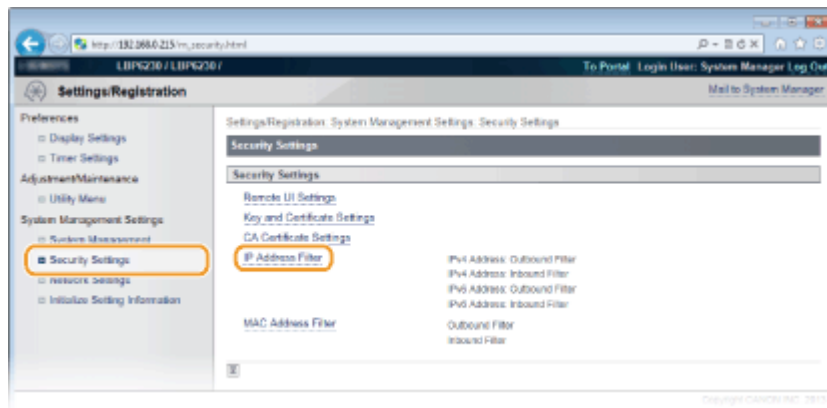 http://192.168.0.215/m_security.html
LBP6230 / LBP6230 /
To Portal Login User: System Manager Log Out
Settings/Registration
Mail to System Manager
Preferences
Display Settings
Timer Settings
Adjustment/Maintenance
Utility Menu
System Management Settings
System Management
Security Settings
Network Settings
Initialize Setting Information
Settings/Registration: System Management Settings: Security Settings
Security Settings
Security Settings
Remote UI Settings
Key and Certificate Settings
CA Certificate Settings
IP Address Filter
IPv4 Address: Outbound Filter
IPv4 Address: Inbound Filter
IPv6 Address: Outbound Filter
IPv6 Address: Inbound Filter
MAC Address Filter
Outbound Filter
Inbound Filter
Copyright CANON INC. 2013